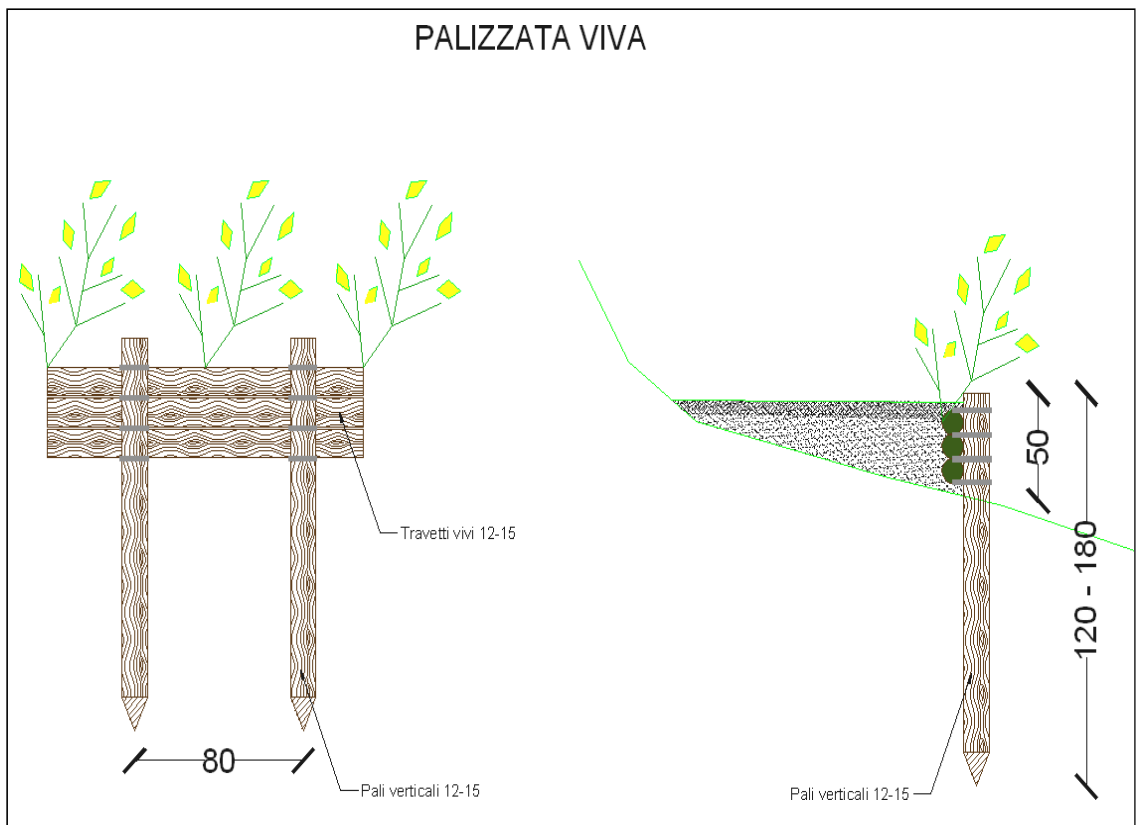 PALIZZATA VIVA
Travetti vivi 12-15
80
Pali verticali 12-15
50
120 - 180
Pali verticali 12-15